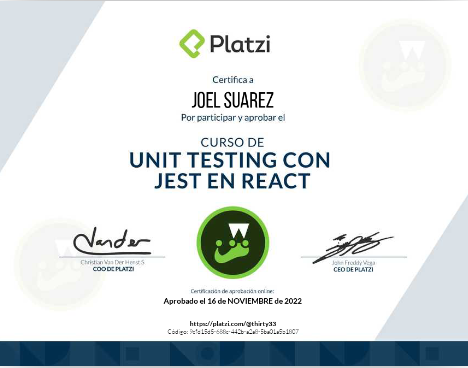 Platzi
Certifica a
JOEL SUAREZ
Por participar y aprobar el
CURSO DE
UNIT TESTING CON
JEST EN REACT
Christian Van Der Henst S
COO DE PLATZI
John Freddy Vega
CEO DE PLATZI
Certificación de aprobación online:
Aprobado el 16 de NOVIEMBRE de 2022
https://platzi.com/@thirty33
Código: